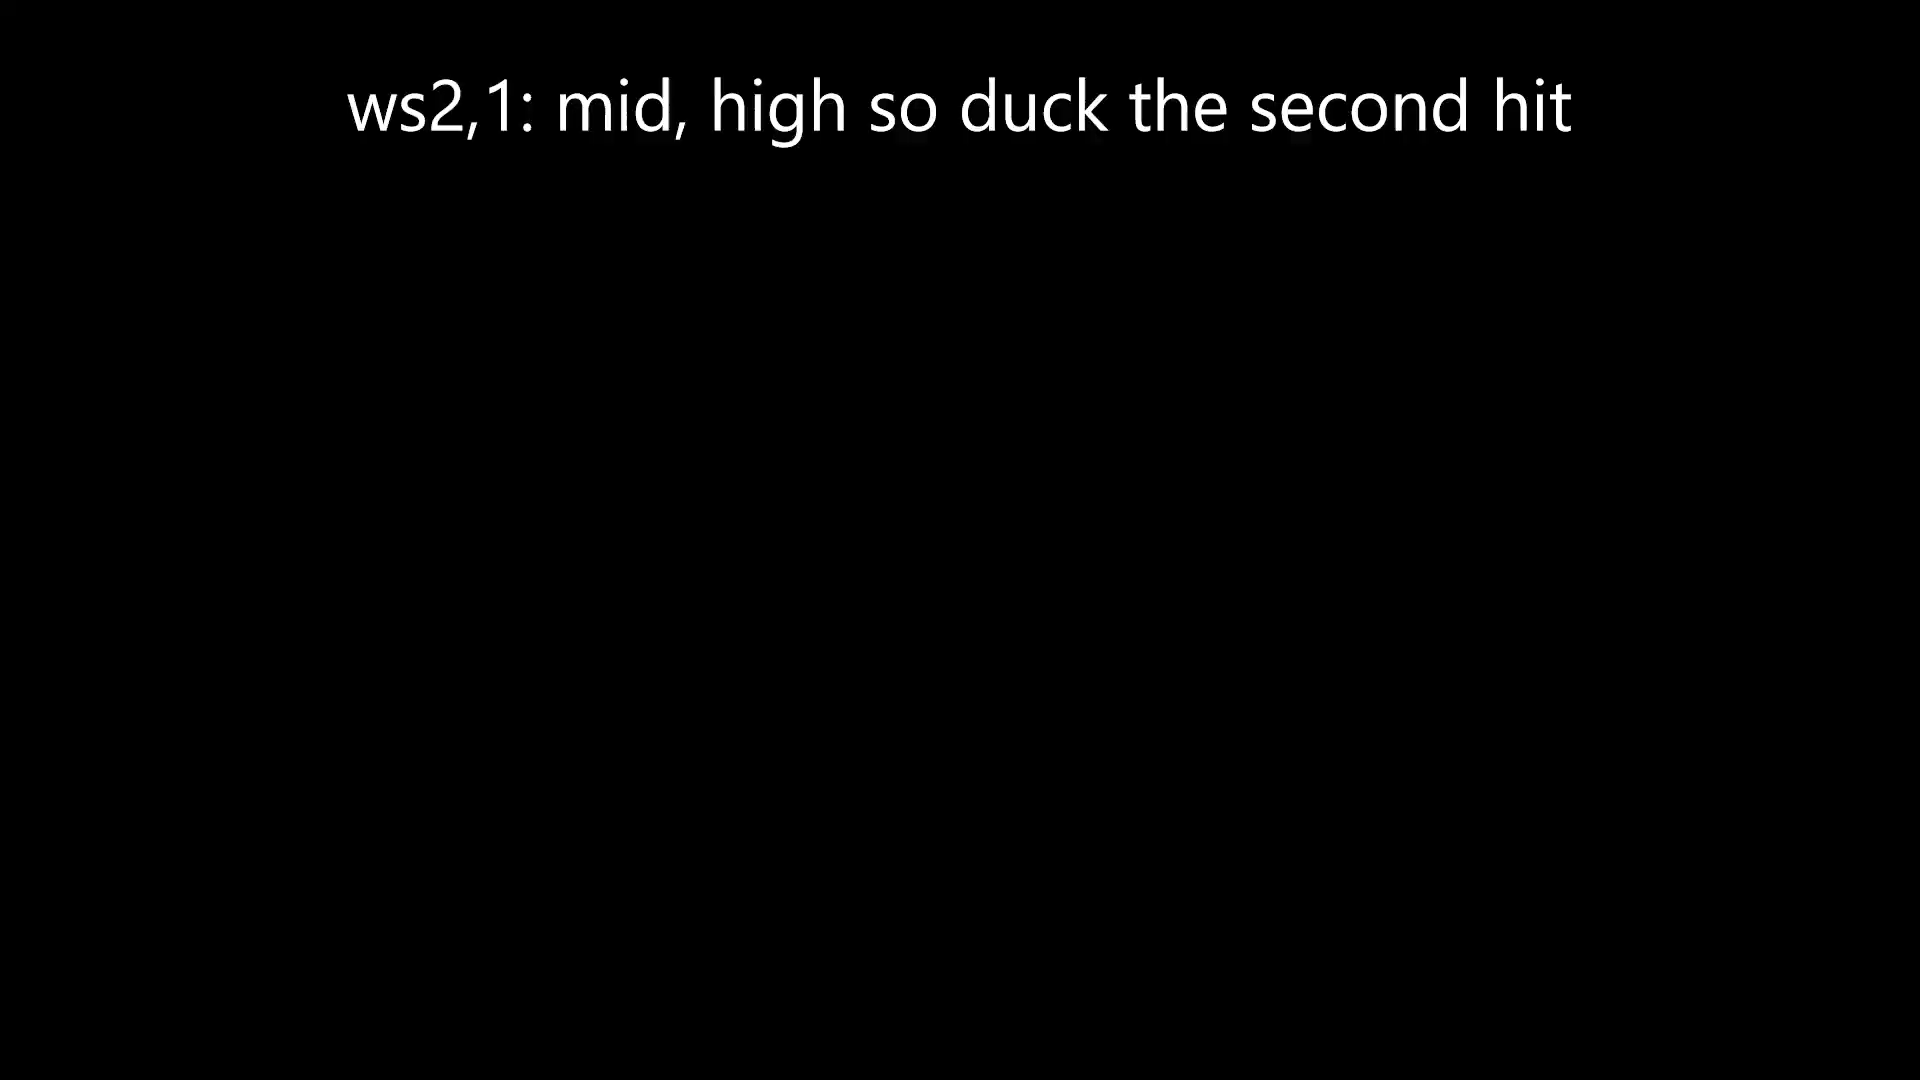 ws2,1: mid, high so duck the second hit